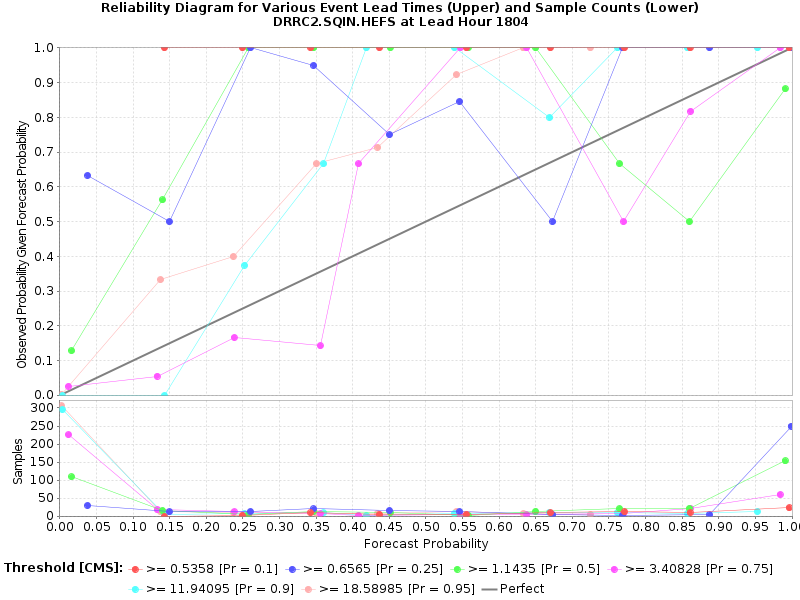 Reliability Diagram for Various Event Lead Times (Upper) and Sample Counts (Lower)
DRRC2.SQIN.HEFS at Lead Hour 1804
Observed Probability Given Forecast Probability
1.0
0.9
0.8
0.7
0.6
0.5
0.4
0.3
0.2
0.1
0.0
Samples
300
250
200
150
100
50
0
0.00 0.05 0.10 0.15 0.20 0.25 0.30 0.35 0.40 0.45 0.50 0.55 0.60 0.65 0.70 0.75 0.80 0.85 0.90 0.95 1.0
Forecast Probability
Threshold [CMS]: >= 0.5358 [Pr = 0.1] >= 0.6565 [Pr = 0.25] >= 1.1435 [Pr = 0.5] >= 3.40828 [Pr = 0.75]
>= 11.94095 [Pr = 0.9] >= 18.58985 [Pr = 0.95] Perfect